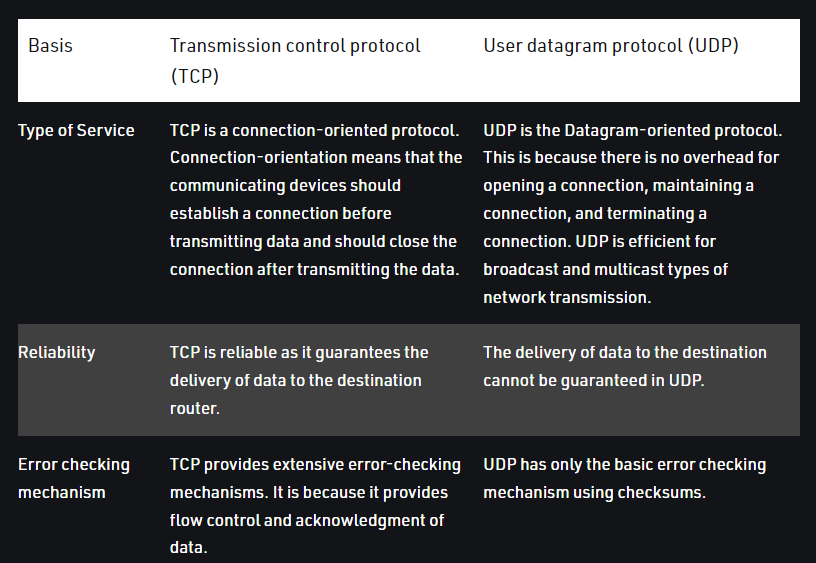 Basis
Transmission control protocol
(TCP)
User datagram protocol (UDP)
Type of Service
TCP is a connection-oriented protocol.
Connection-orientation means that the
communicating devices should
establish a connection before
transmitting data and should close the
connection after transmitting the data.
UDP is the Datagram-oriented protocol.
This is because there is no overhead for
opening a connection, maintaining a
connection, and terminating a
connection. UDP is efficient for
broadcast and multicast types of
network transmission.
Reliability
TCP is reliable as it guarantees the
delivery of data to the destination
router.
The delivery of data to the destination
cannot be guaranteed in UDP.
Error checking
mechanism
TCP provides extensive error-checking
mechanisms. It is because it provides
flow control and acknowledgment of
data.
UDP has only the basic error checking
mechanism using checksums.